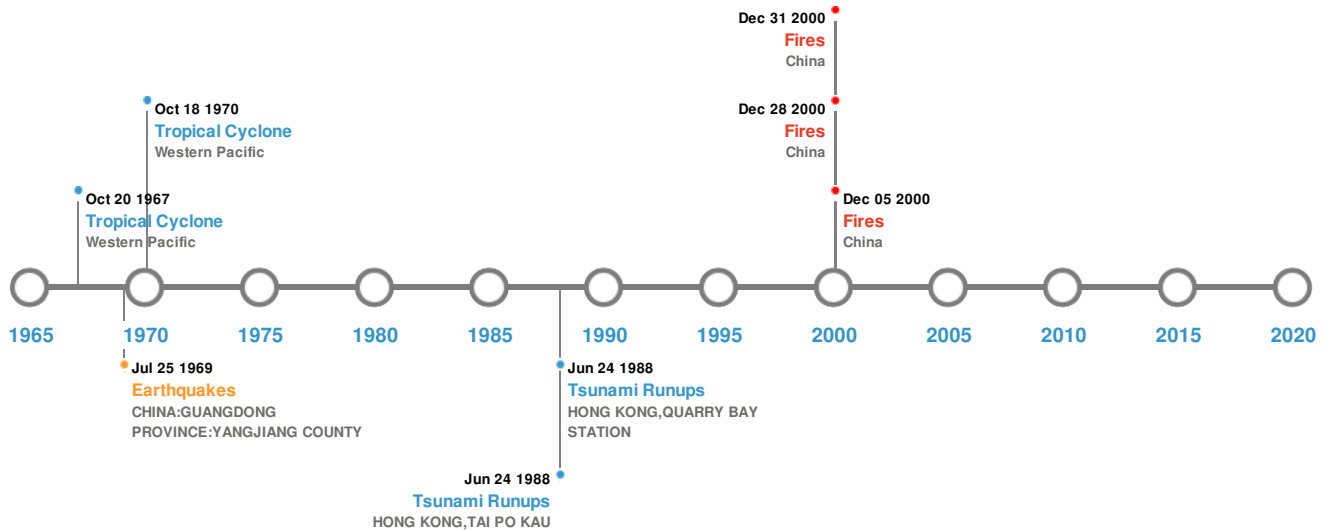 Dec 31 2000
Fires
China
Oct 18 1970
Tropical Cyclone
Western Pacific
Dec 28 2000
Fires
China
Oct 20 1967
Tropical Cyclone
Western Pacific
Dec 05 2000
Fires
China
1965 1970 1975 1980 1985 1990 1995 2000 2005 2010 2015 2020
Jul 25 1969
Earthquakes
CHINA:GUANGDONG
PROVINCE:YANGJIANG COUNTY
Jun 24 1988
Tsunami Runups
HONG KONG,QUARRY BAY
STATION
Jun 24 1988
Tsunami Runups
HONG KONG,TAI PO KAU